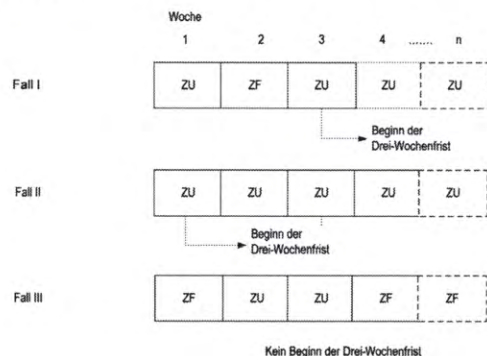 Woche
1 2 3 4 ....... n
Fall I ZU ZF ZU ZU ZU
Beginn der
Drei-Wochenfrist
Fall II ZU ZU ZU ZU ZU
Beginn der
Drei-Wochenfrist
Fall III ZF ZU ZU ZF ZF
Kein Beginn der Drei-Wochenfrist